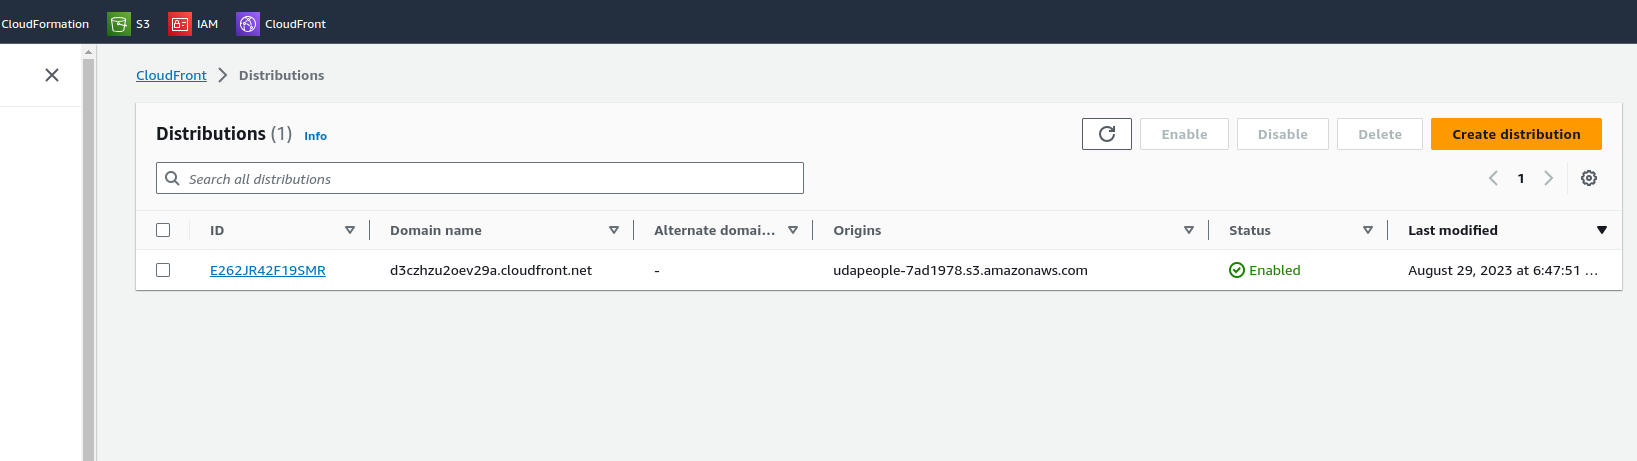 CloudFormation S3 IAM CloudFront
CloudFront Distributions
Distributions (1) Info
Enable Disable Delete Create distribution
Search all distributions
1
ID Domain name Alternate domai... Origins Status Last modified
E262JR42F19SMR d3czhzu2oev29a.cloudfront.net - udapeople-7ad1978.s3.amazonaws.com Enabled August 29, 2023 at 6:47:51 ...